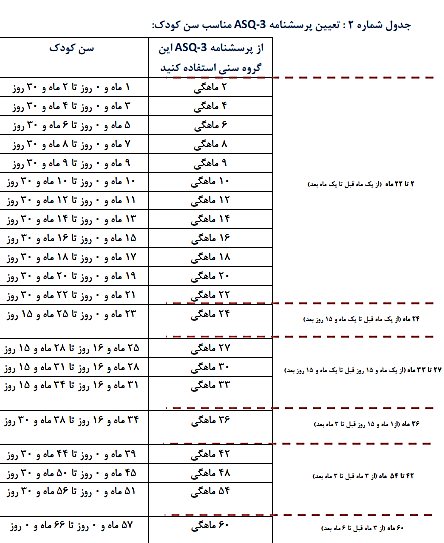 جدول شماره ۲ : تعیین پرسشنامه ASQ-3 مناسب سن کودک:
از پرسشنامه ASQ-3 این گروه سنی استفاده کنید	سن کودک
۲ ماهگی	۱ ماه و ۰ روز تا ۲ ماه و ۳۰ روز
۴ ماهگی	۳ ماه و ۰ روز تا ۴ ماه و ۳۰ روز
۶ ماهگی	۵ ماه و ۰ روز تا ۶ ماه و ۳۰ روز
۸ ماهگی	۷ ماه و ۰ روز تا ۸ ماه و ۳۰ روز
۹ ماهگی	۹ ماه و ۰ روز تا ۹ ماه و ۳۰ روز
۲ تا ۲۲ ماه (از یک ماه قبل تا یک ماه بعد)	۱۰ ماهگی	۱۰ ماه و ۰ روز تا ۱۰ ماه و ۳۰ روز
۱۲ ماهگی	۱۱ ماه و ۰ روز تا ۱۲ ماه و ۳۰ روز
۱۴ ماهگی	۱۳ ماه و ۰ روز تا ۱۴ ماه و ۳۰ روز
۱۶ ماهگی	۱۵ ماه و ۰ روز تا ۱۶ ماه و ۳۰ روز
۱۸ ماهگی	۱۷ ماه و ۰ روز تا ۱۸ ماه و ۳۰ روز
۲۰ ماهگی	۱۹ ماه و ۰ روز تا ۲۰ ماه و ۳۰ روز
۲۲ ماهگی	۲۱ ماه و ۰ روز تا ۲۲ ماه و ۳۰ روز
۲۴ ماه (از یک ماه قبل تا یک ماه و ۱۵ روز بعد)	۲۴ ماهگی	۲۳ ماه و ۰ روز تا ۲۵ ماه و ۱۵ روز
۲۷ ماهگی	۲۵ ماه و ۱۶ روز تا ۲۸ ماه و ۱۵ روز
۲۷ تا ۳۳ ماه (از یک ماه و ۱۵ روز قبل تا یک ماه و ۱۵ روز بعد)	۳۰ ماهگی	۲۸ ماه و ۱۶ روز تا ۳۱ ماه و ۱۵ روز
۳۳ ماهگی	۳۱ ماه و ۱۶ روز تا ۳۴ ماه و ۱۵ روز
۳۶ ماه (از۱ ماه و ۱۵ روز قبل تا ۳ ماه بعد)	۳۶ ماهگی	۳۴ ماه و ۱۶ روز تا ۳۸ ماه و ۳۰ روز
۴۲ ماهگی	۳۹ ماه و ۰ روز تا ۴۴ ماه و ۳۰ روز
۴۲ تا ۵۴ ماه (از ۳ ماه قبل تا ۳ ماه بعد)	۴۸ ماهگی	۴۵ ماه و ۰ روز تا ۵۰ ماه و ۳۰ روز
۵۴ ماهگی	۵۱ ماه و ۰ روز تا ۵۶ ماه و ۳۰ روز
۶۰ ماه (از ۳ ماه قبل تا ۶ ماه بعد)	۶۰ ماهگی	۵۷ ماه و ۰ روز تا ۶۶ ماه و ۰ روز